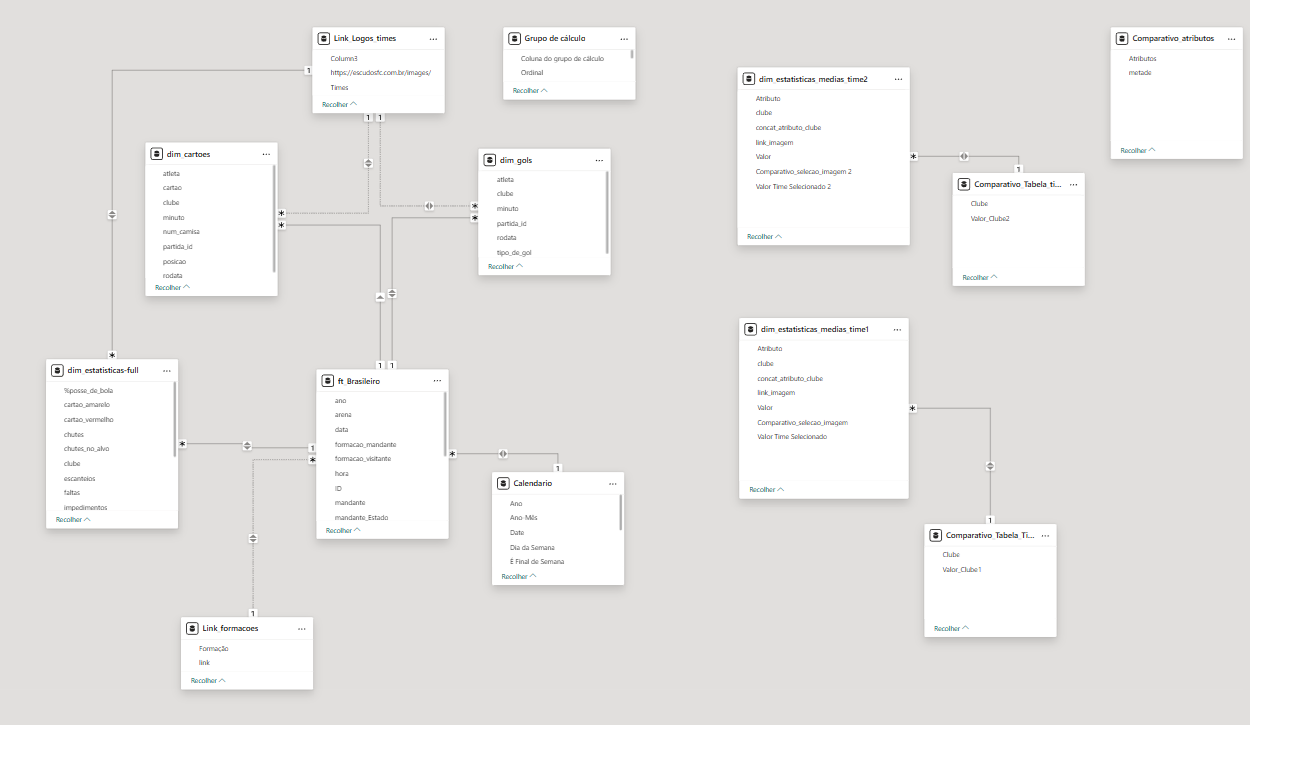 Link_Logos_times
Column3
https://escudosfc.com.br/images/
Times
Recolher
Grupo de cálculo
Coluna do grupo de cálculo
Ordinal
Recolher
Comparativo_atributos
Atributos
metade
Recolher
dim_estatisticas_medias_time2
Atributo
clube
concat_atributo_clube
link_imagem
Valor
Comparativo_selecao_imagem 2
Valor Time Selecionado 2
Recolher
Comparativo_Tabela_ti...
Clube
Valor_Clube2
Recolher
dim_cartoes
atleta
cartao
clube
minuto
num_camisa
partida_id
posicao
rodata
Recolher
dim_gols
atleta
clube
minuto
partida_id
rodata
tipo_de_gol
Recolher
dim_estatisticas_medias_time1
Atributo
clube
concat_atributo_clube
link_imagem
Valor
Comparativo_selecao_imagem
Valor Time Selecionado
Recolher
dim_estatisticas-full
%posse_de_bola
cartao_amarelo
cartao_vermelho
chutes
chutes_no_alvo
clube
escanteios
faltas
impedimentos
Recolher
ft_Brasileiro
ano
arena
data
formacao_mandante
formacao_visitante
hora
ID
mandante
mandante_Estado
Recolher
Calendario
Ano
Ano-Mês
Date
Dia da Semana
É Final de Semana
Recolher
Comparativo_Tabela_Ti...
Clube
Valor_Clube1
Recolher
Link_formacoes
Formação
link
Recolher
1
1
1
*
*
*
*
*
1
1
*
1
*
*
1
1
*
1
*
1